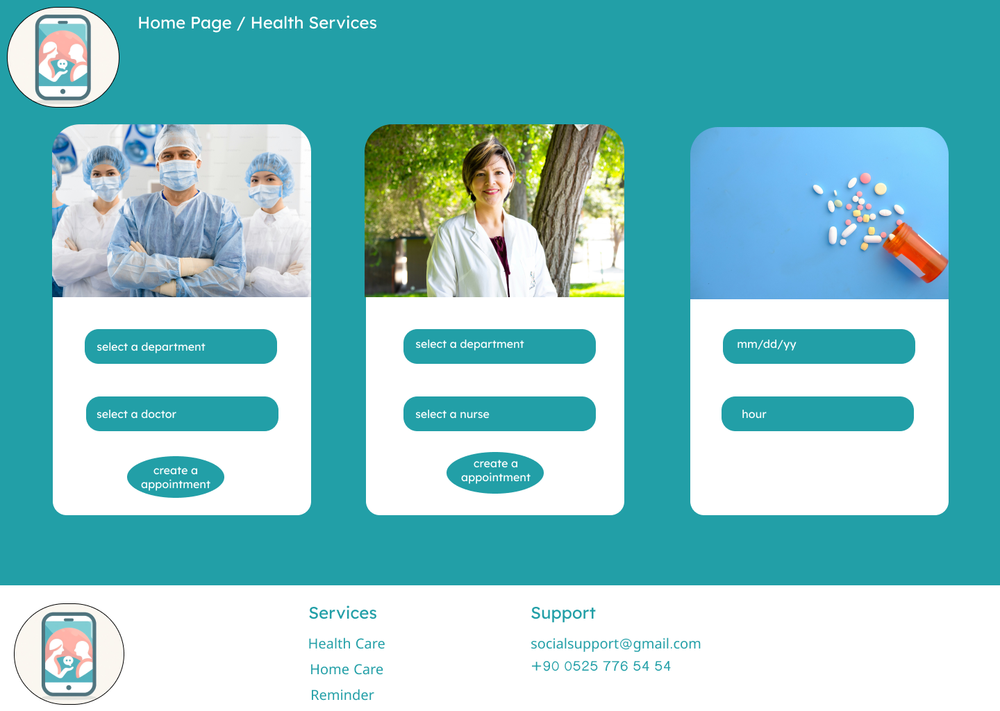 Home Page / Health Services
select a department
select a doctor
create a
appointment
select a department
select a nurse
create a
appointment
mm/dd/yy
hour
Services
Health Care
Home Care
Reminder
Support
socialsupport@gmail.com
+90 0525 776 54 54